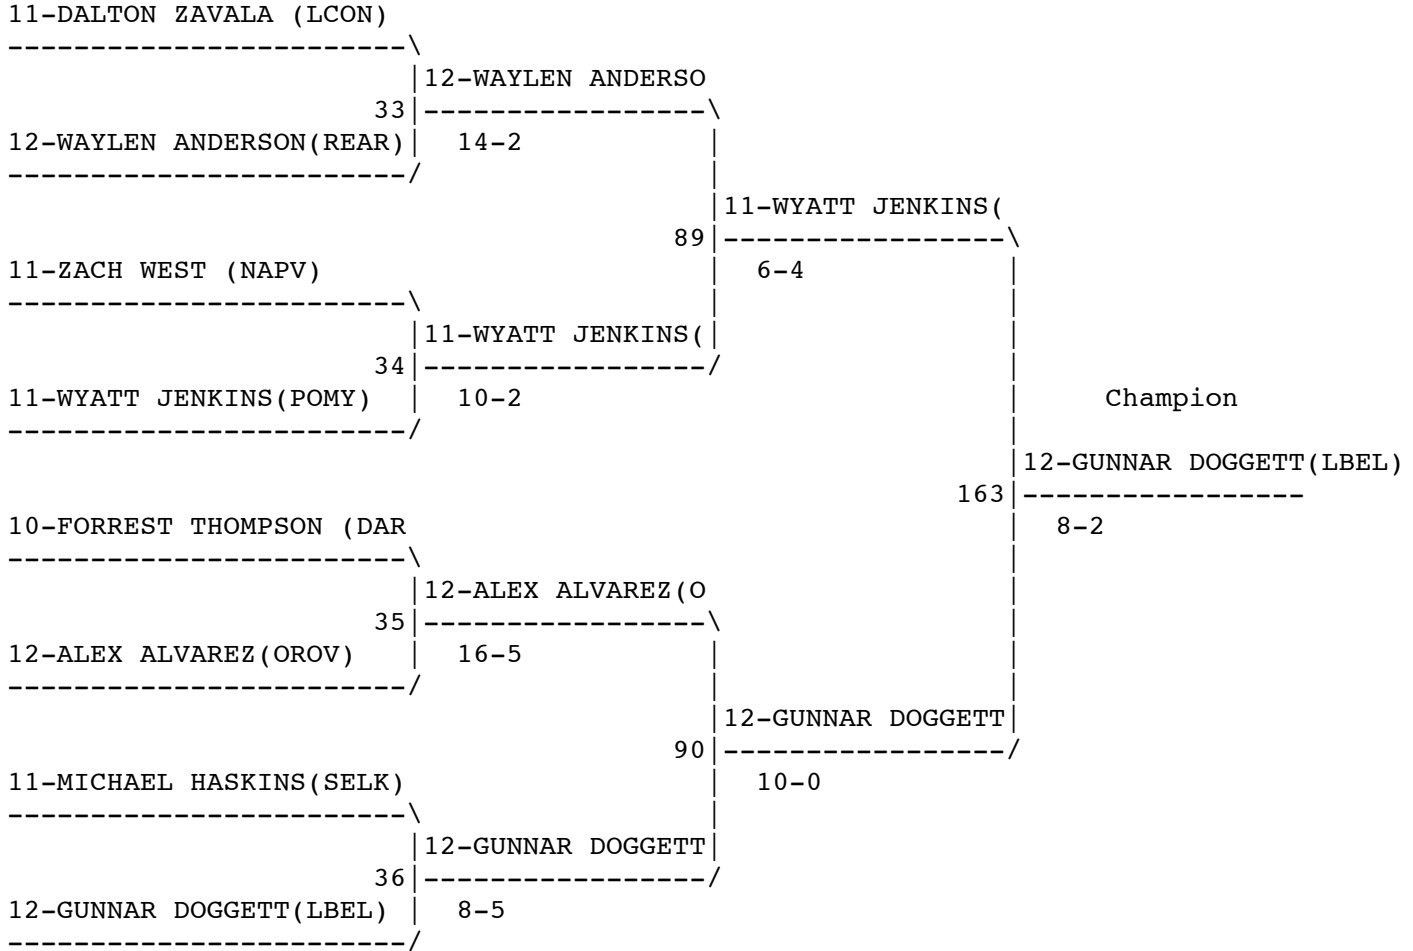 11-DALTON ZAVALA (LCON)
12-WAYLEN ANDERSO
33
12-WAYLEN ANDERSON(REAR) 14-2
11-WYATT JENKINS(
89
11-ZACH WEST (NAPV) 6-4
11-WYATT JENKINS(
34
11-WYATT JENKINS(POMY) 10-2 Champion
12-GUNNAR DOGGETT(LBEL)
163
10-FORREST THOMPSON (DAR 8-2
12-ALEX ALVAREZ(O
35
12-ALEX ALVAREZ(OROV) 16-5
12-GUNNAR DOGGETT
90
11-MICHAEL HASKINS(SELK) 10-0
12-GUNNAR DOGGETT
36
12-GUNNAR DOGGETT(LBEL) 8-5